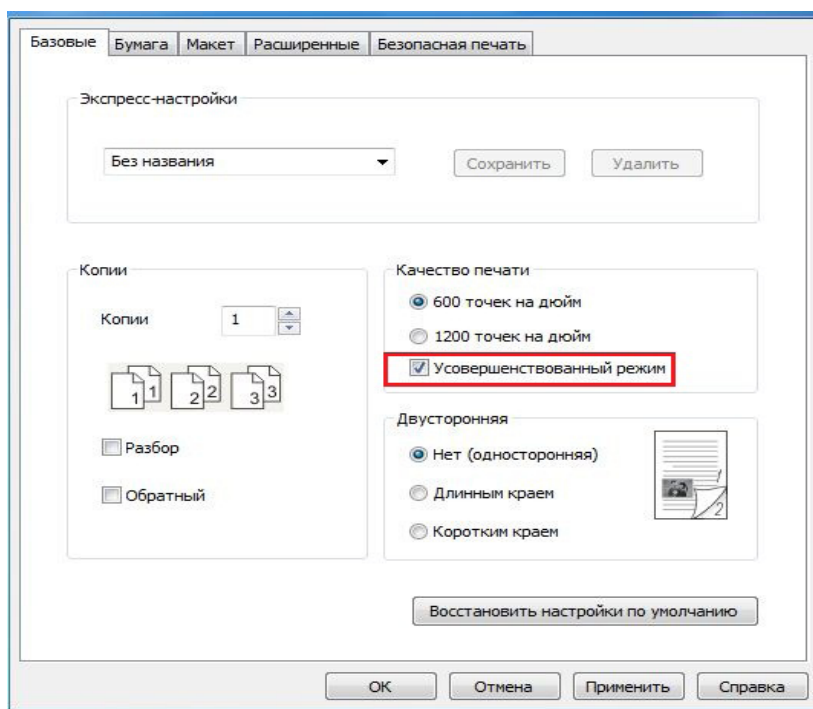 Базовые Бумага Макет Расширенные Безопасная печать
Экспресс-настройки
Без названия Сохранить Удалить
Копии
Копии 1
1 1 2 2 3 3
Разбор
Обратный
Качество печати
600 точек на дюйм
1200 точек на дюйм
Усовершенствованный режим
Двусторонняя
Нет (односторонняя)
Длинным краем
Коротким краем
1
2
Восстановить настройки по умолчанию
ОК Отмена Применить Справка